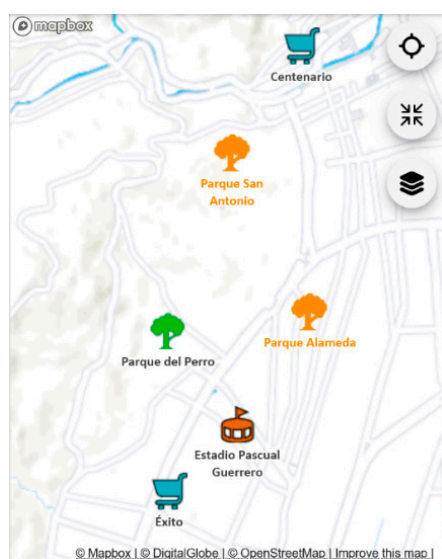 mapbox
Centenario
Parque San
Antonio
Parque Alameda
Parque del Perro
Estadio Pascual
Guerrero
Éxito
© Mapbox | © DigitalGlobe | © OpenStreetMap | Improve this map |